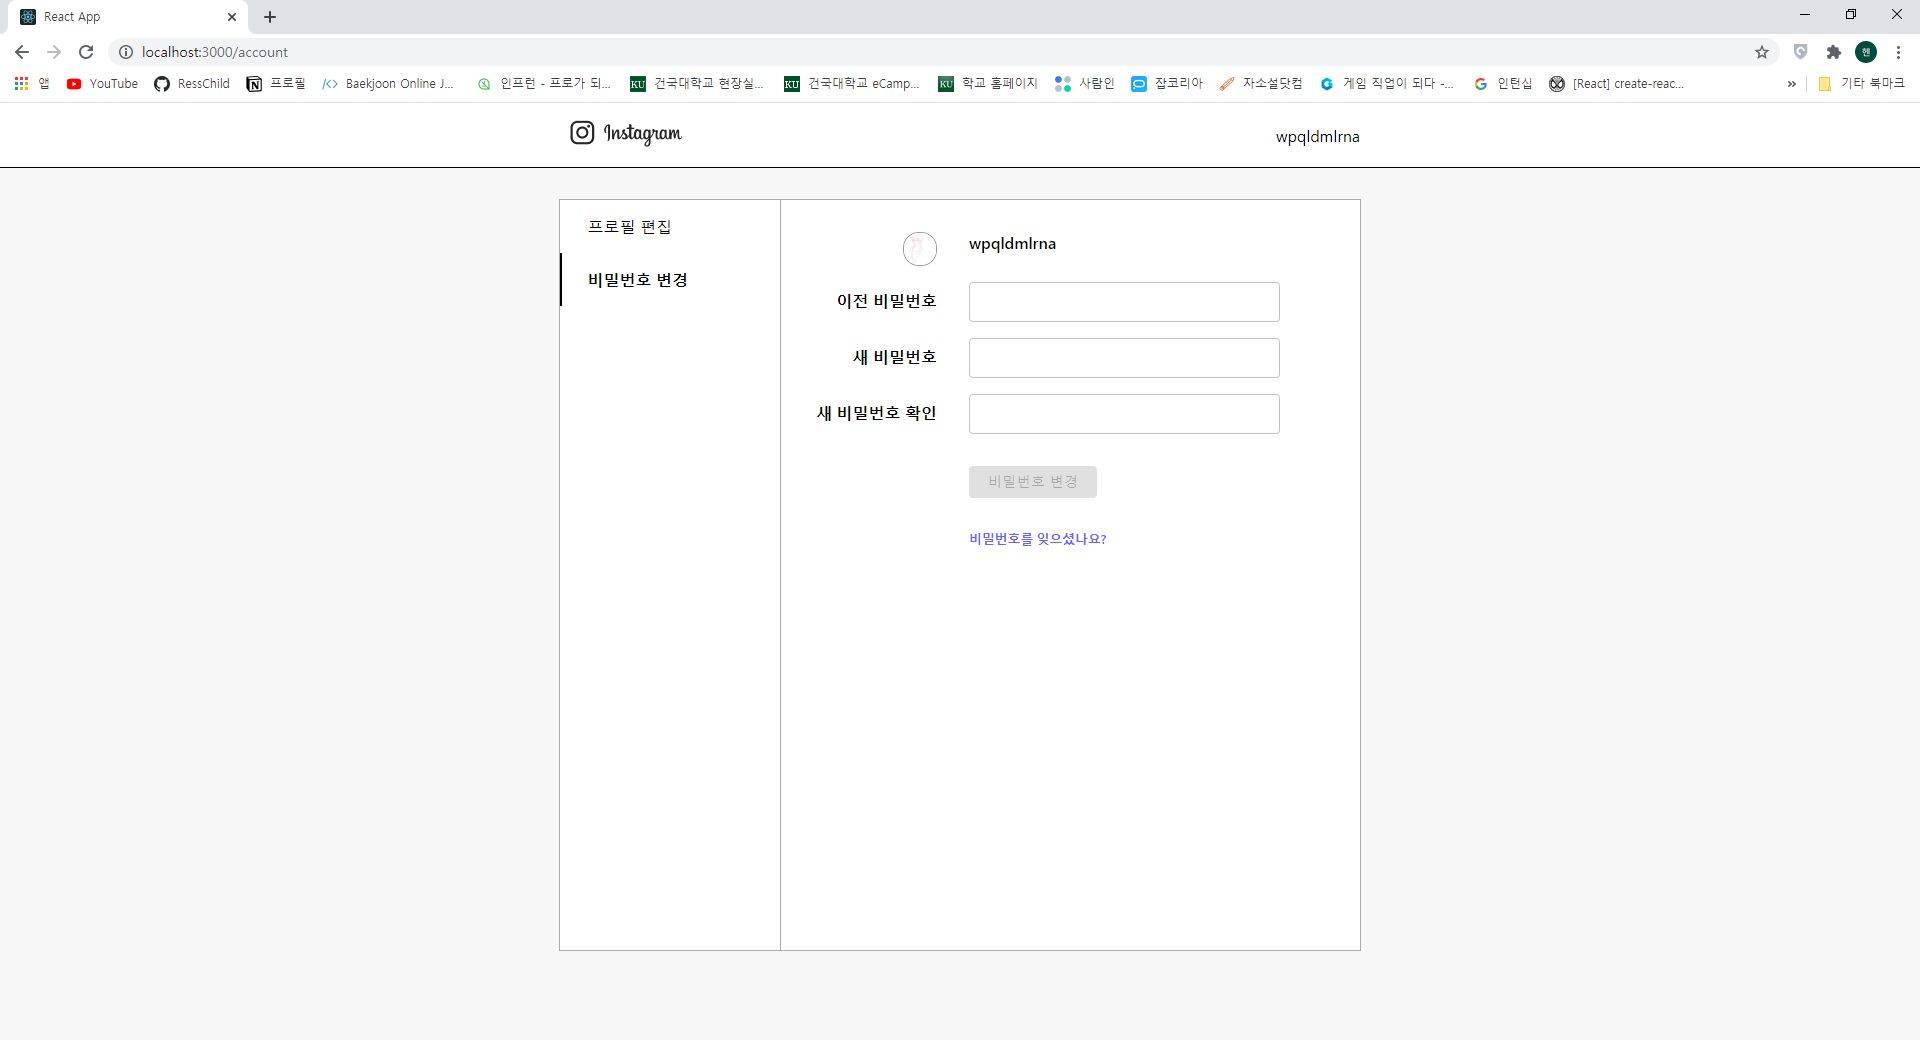 React App
localhost:3000/account
앱 YouTube RessChild 프로필 Baekjoon Online J... 인프런 - 프로가 되... 건국대학교 현장실... 건국대학교 eCamp... 학교 홈페이지 사람인 잡코리아 자소설닷컴 게임 직업이 되다 -... 인턴십 [React] create-reac... » 기타 북마크
Instagram wpqldmlrna
프로필 편집
비밀번호 변경
wpqldmlrna
이전 비밀번호
새 비밀번호
새 비밀번호 확인
비밀번호 변경
비밀번호를 잊으셨나요?